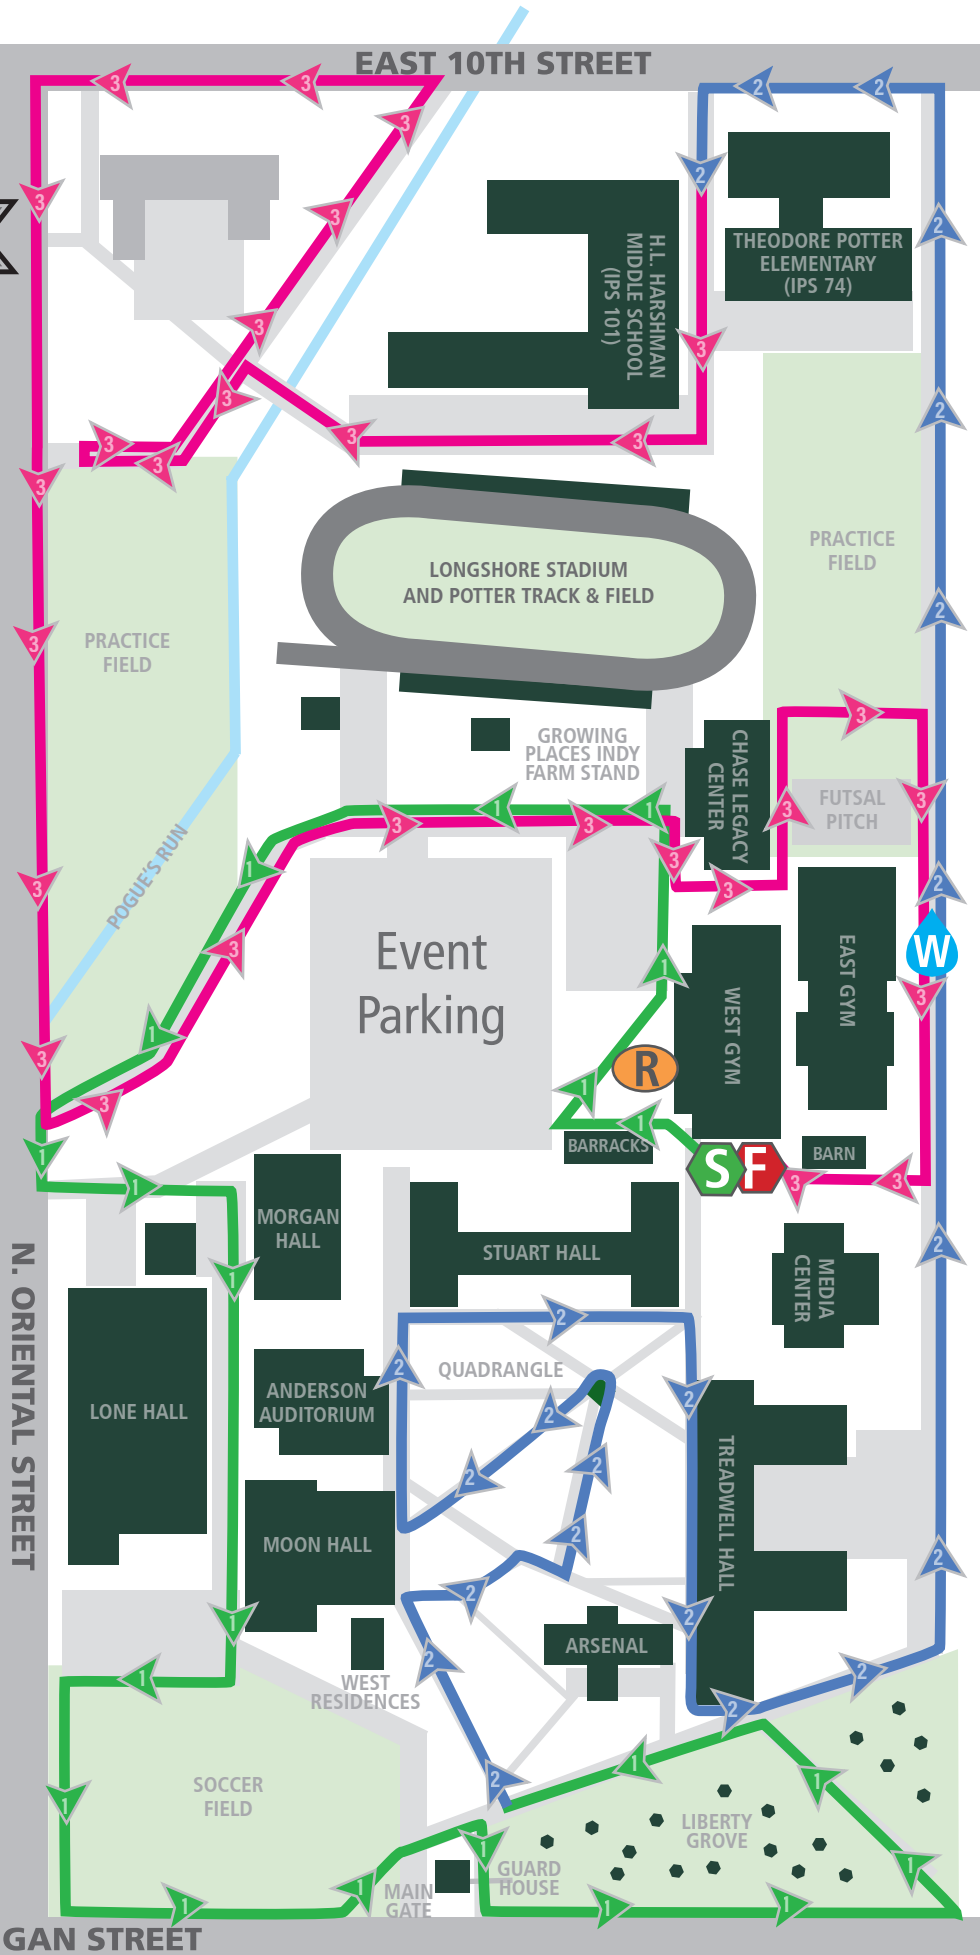 EAST 10TH STREET
THEODORE POTTER
ELEMENTARY
(IPS 74)
H.L. HARSHMAN
MIDDLE SCHOOL
(IPS 101)
PRACTICE
FIELD
LONGSHORE STADIUM
AND POTTER TRACK & FIELD
PRACTICE
FIELD
GROWING
PLACES INDY
FARM STAND
CHASE LEGACY
CENTER
FUTSAL
PITCH
POGUE'S RUN
Event
Parking
EAST GYM
W
WEST GYM
R
BARRACKS
S
F
BARN
MORGAN
HALL
STUART HALL
MEDIA
CENTER
N. ORIENTAL STREET
QUADRANGLE
LONE HALL
ANDERSON
AUDITORIUM
TREADWELL HALL
MOON HALL
ARSENAL
WEST
RESIDENCES
SOCCER
FIELD
LIBERTY
GROVE
GUARD
HOUSE
MAIN
GATE
GAN STREET